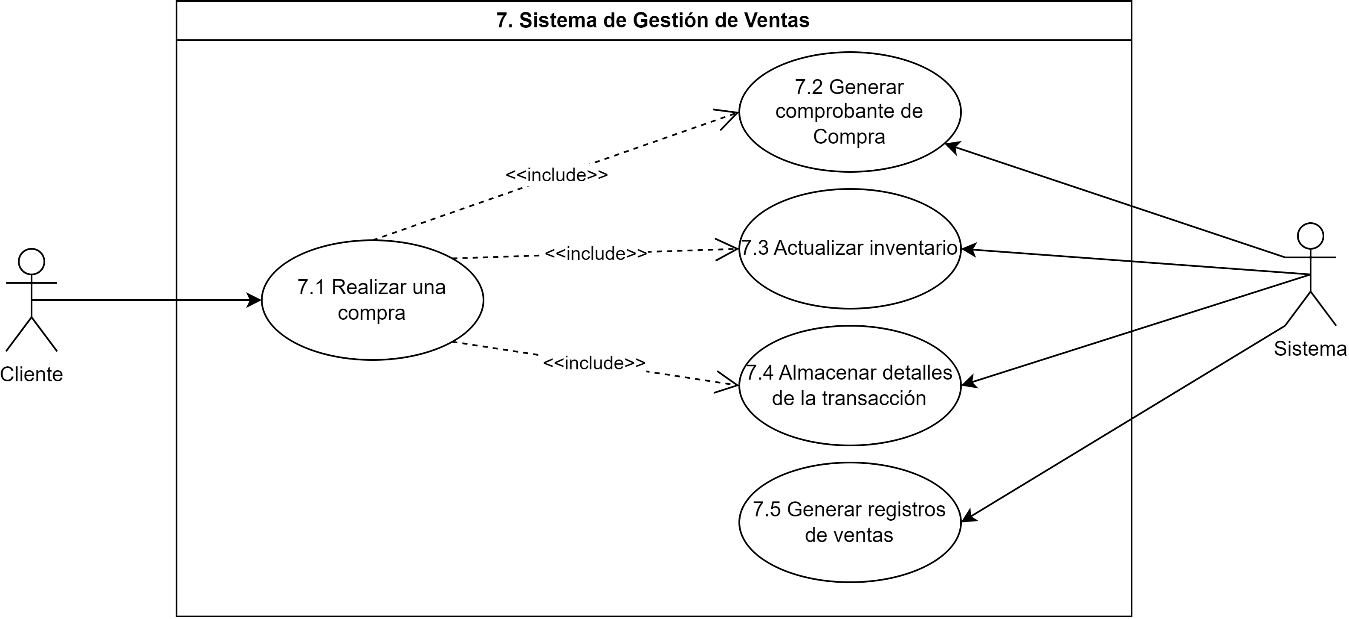 7. Sistema de Gestión de Ventas
7.2 Generar
comprobante de
Compra
<<include>>
7.3 Actualizar inventario
<<include>>
7.1 Realizar una
compra
Cliente
Sistema
<<include>>
7.4 Almacenar detalles
de la transacción
7.5 Generar registros
de ventas